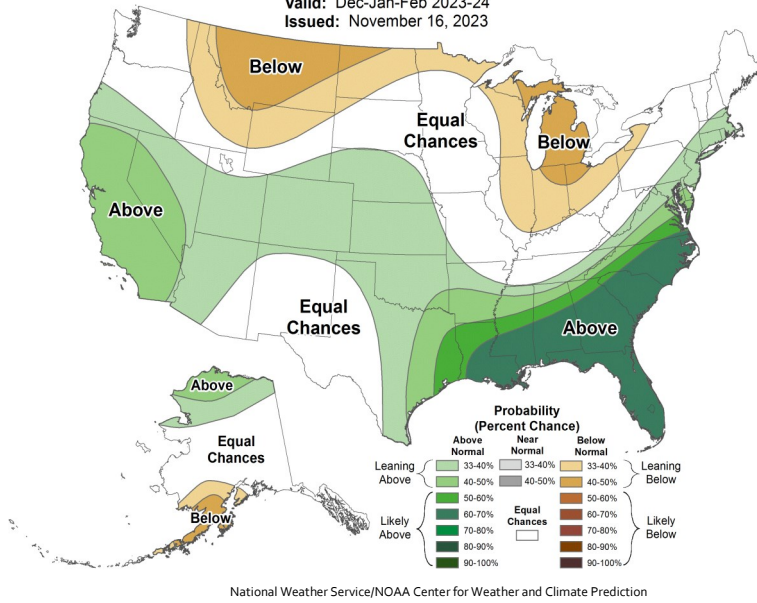 Valid: Dec-Jan-Feb 2023-24
Issued: November 16, 2023
Below
Equal
Chances
Below
Above
Equal
Chances
Above
Above
Equal
Chances
Below
Probability
(Percent Chance)
Above
Normal
Near
Normal
Below
Normal
Leaning
Above
33-40%
33-40%
33-40%
Leaning
Below
40-50%
40-50%
40-50%
Likely
Above
50-60%
50-60%
Likely
Below
60-70%
Equal
Chances
60-70%
70-80%
70-80%
80-90%
80-90%
90-100%
90-100%
National Weather Service/NOAA Center for Weather and Climate Prediction